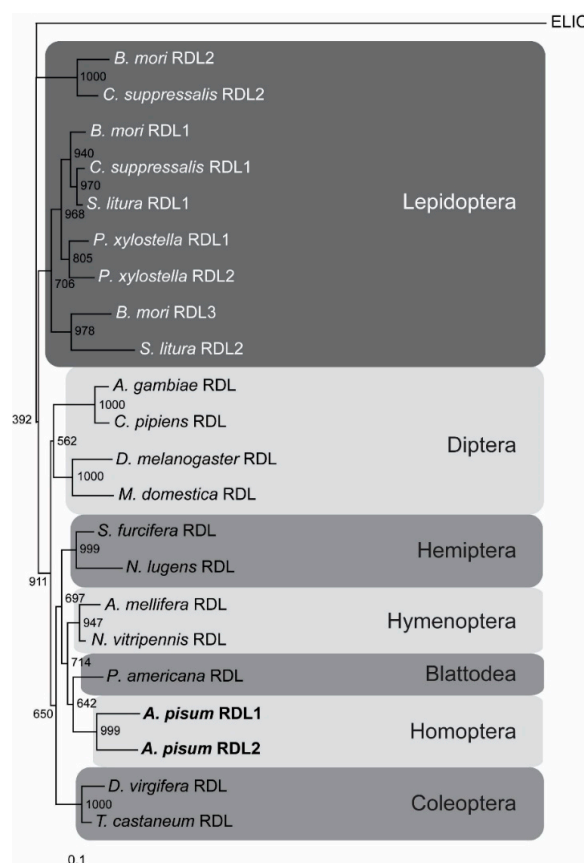 ELIC
B. mori RDL2
1000
C. suppressalis RDL2
B. mori RDL1
940
C. suppressalis RDL1
970
S. litura RDL1
968
Lepidoptera
P. xylostella RDL1
805
P. xylostella RDL2
706
B. mori RDL3
978
S. litura RDL2
A. gambiae RDL
1000
392
C. pipiens RDL
562
Diptera
D. melanogaster RDL
1000
M. domestica RDL
S. furcifera RDL
999
Hemiptera
N. lugens RDL
911
697
A. mellifera RDL
947
Hymenoptera
N. vitripennis RDL
714
P. americana RDL
Blattodea
642
650
A. pisum RDL1
999
Homoptera
A. pisum RDL2
D. virgifera RDL
1000
Coleoptera
T. castaneum RDL
0.1